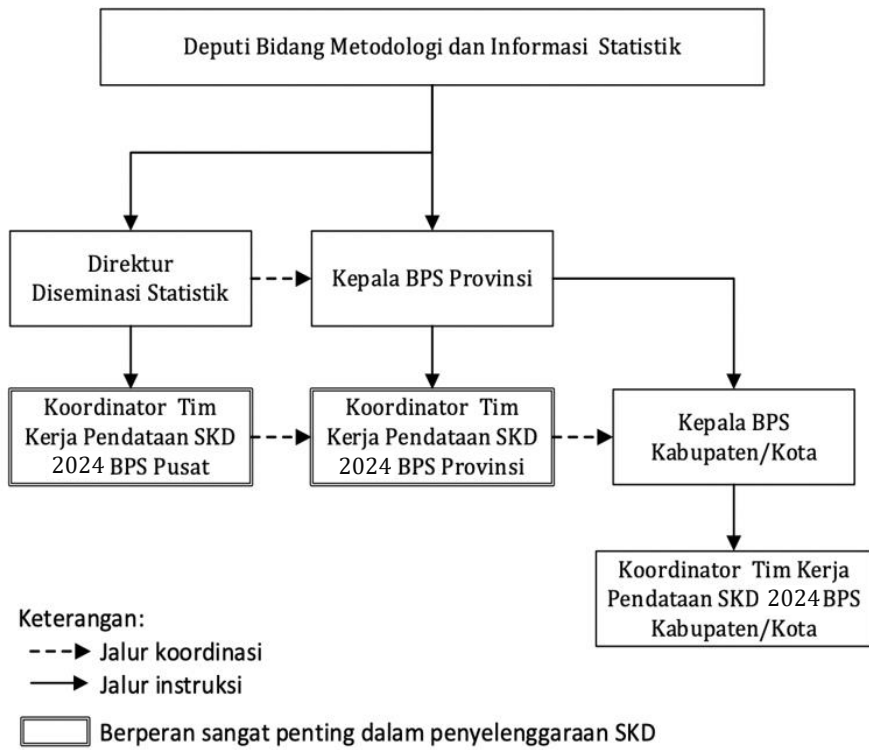 Deputi Bidang Metodologi dan Informasi Statistik
Direktur
Diseminasi Statistik
Kepala BPS Provinsi
Koordinator Tim
Kerja Pendataan SKD
2024 BPS Pusat
Koordinator Tim
Kerja Pendataan SKD
2024 BPS Provinsi
Kepala BPS
Kabupaten/Kota
Koordinator Tim Kerja
Pendataan SKD 2024 BPS
Kabupaten/Kota
Keterangan:
Jalur koordinasi
Jalur instruksi
Berperan sangat penting dalam penyelenggaraan SKD